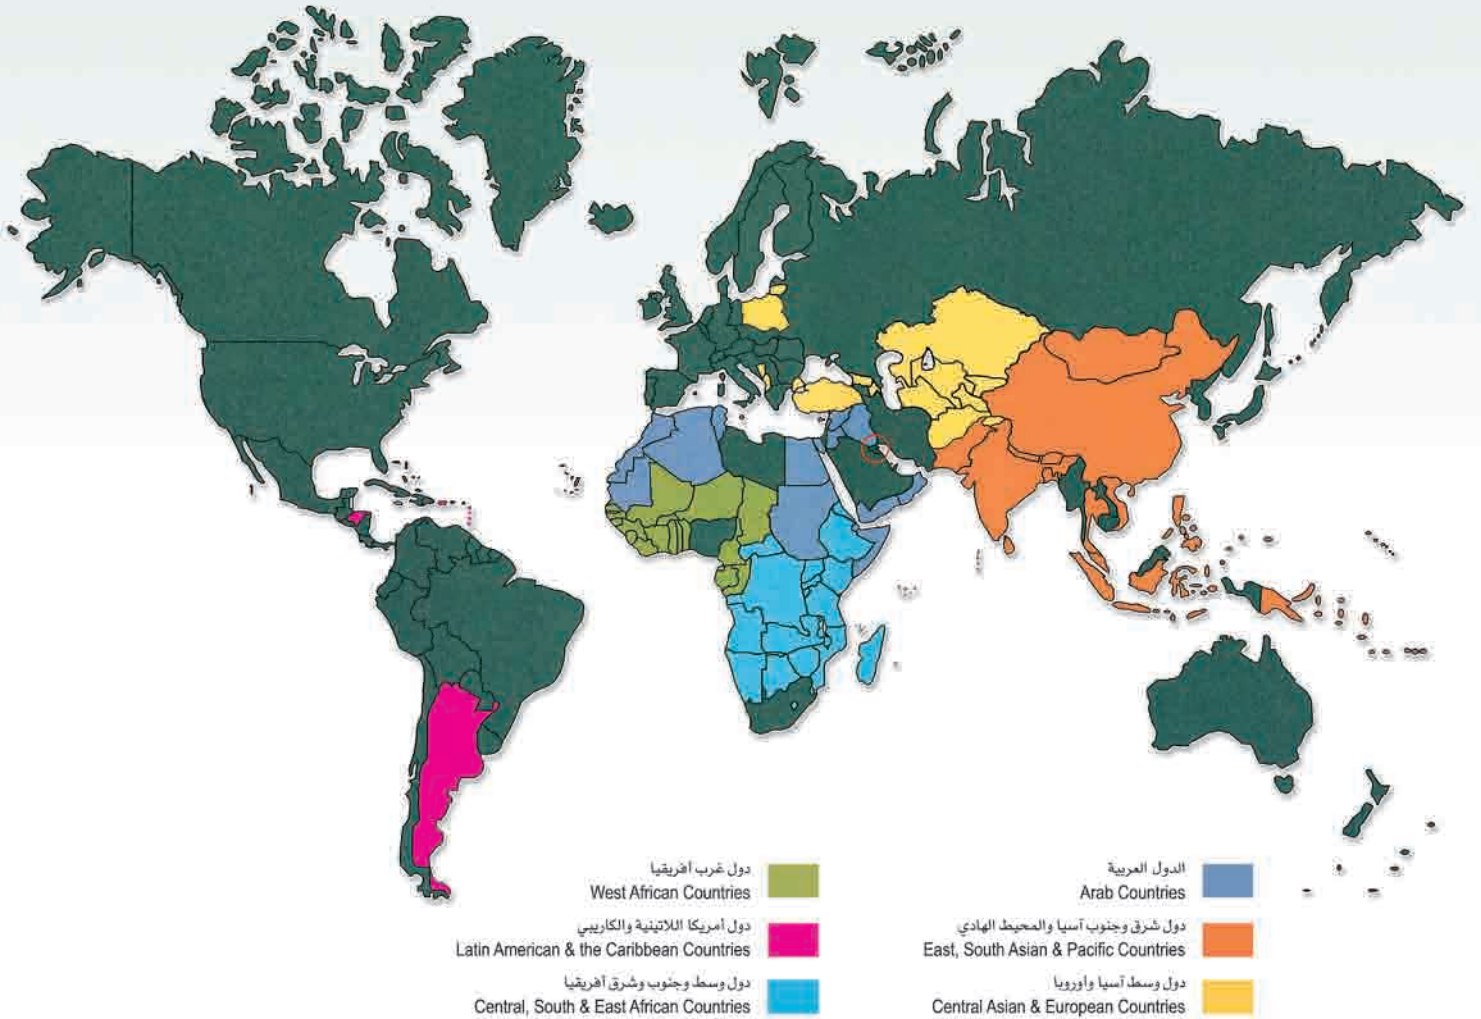 دول غرب أفريقيا
West African Countries
دول أمريكا اللاتينية والكاريبي
Latin American & the Caribbean Countries
دول وسط وجنوب وشرق أفريقيا
Central, South & East African Countries
الدول العربية
Arab Countries
دول شرق وجنوب آسيا والمحيط الهادي
East, South Asian & Pacific Countries
دول وسط آسيا وأوروبا
Central Asian & European Countries